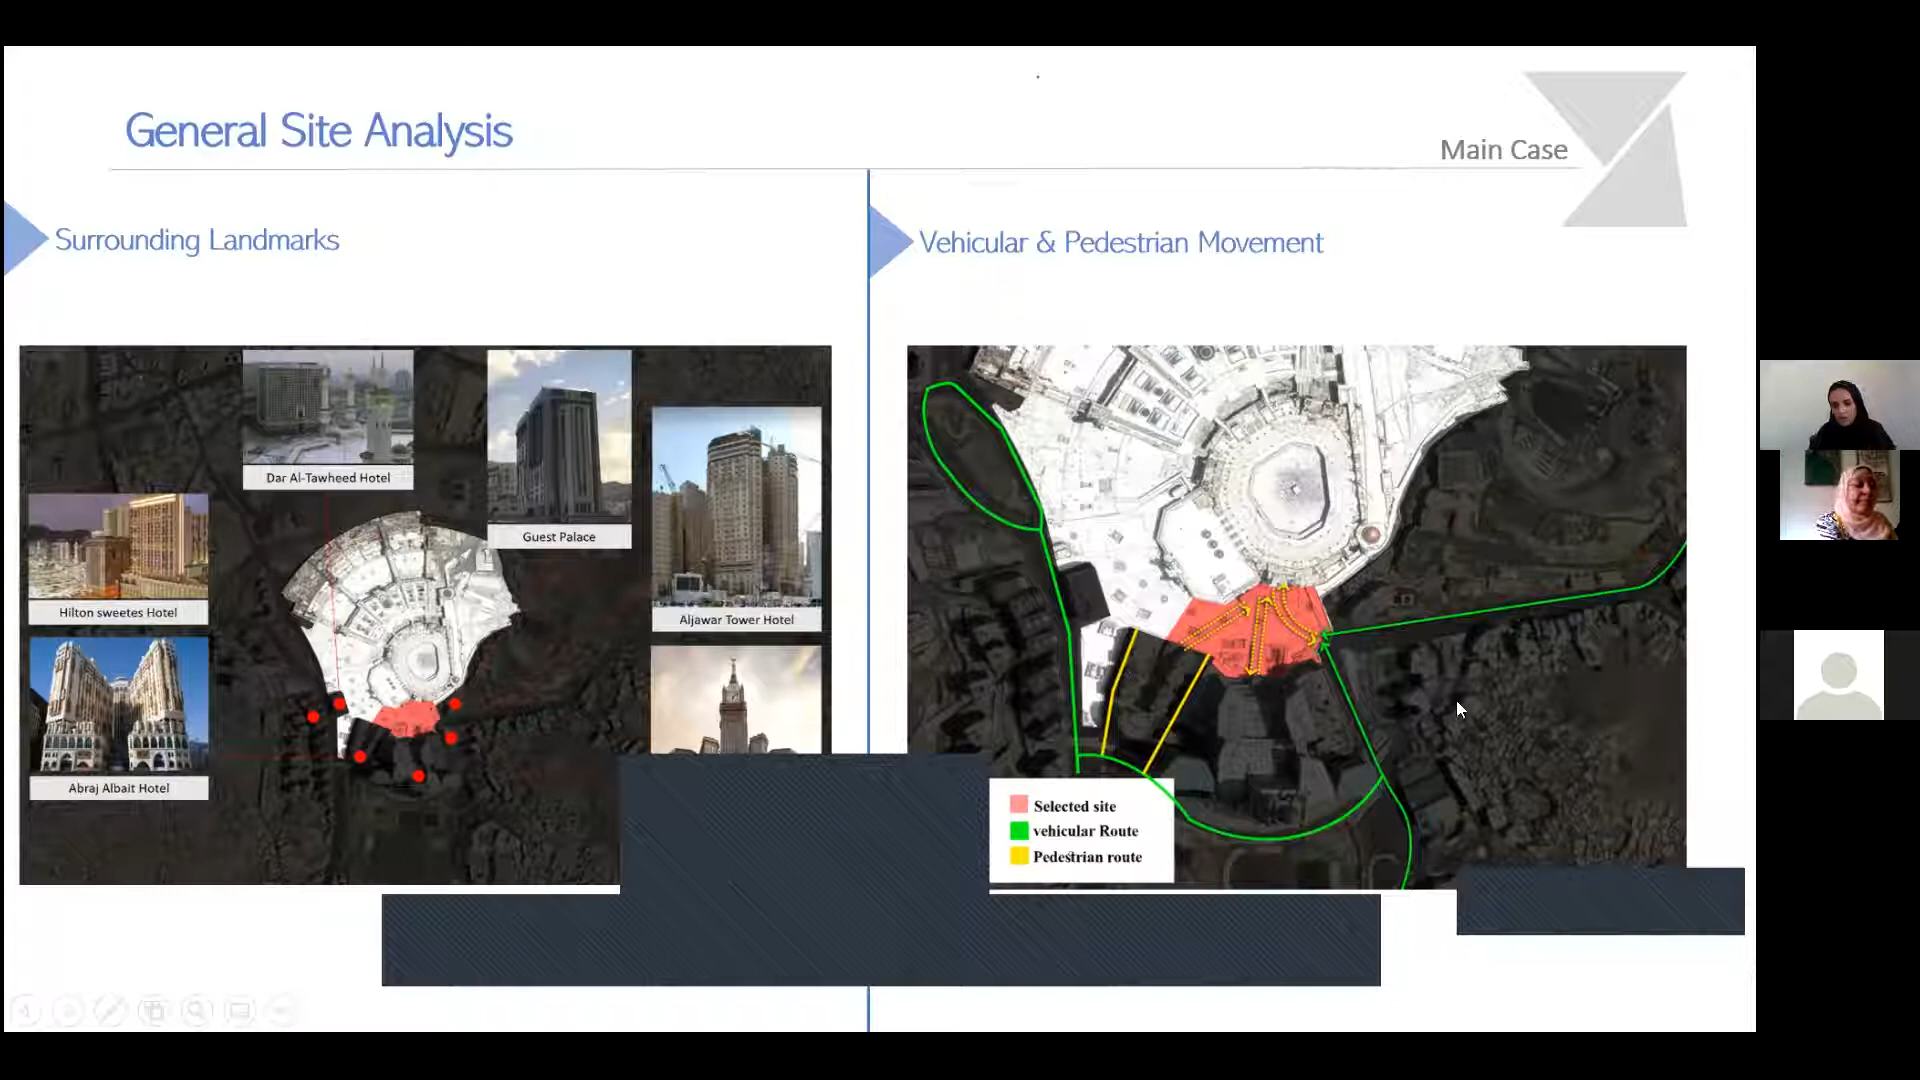 General Site Analysis
Main Case
Surrounding Landmarks
Vehicular & Pedestrian Movement
Dar Al-Tawheed Hotel
Guest Palace
Hilton sweetes Hotel
Aljawar Tower Hotel
Abraj Albait Hotel
Selected site
vehicular Route
Pedestrian route